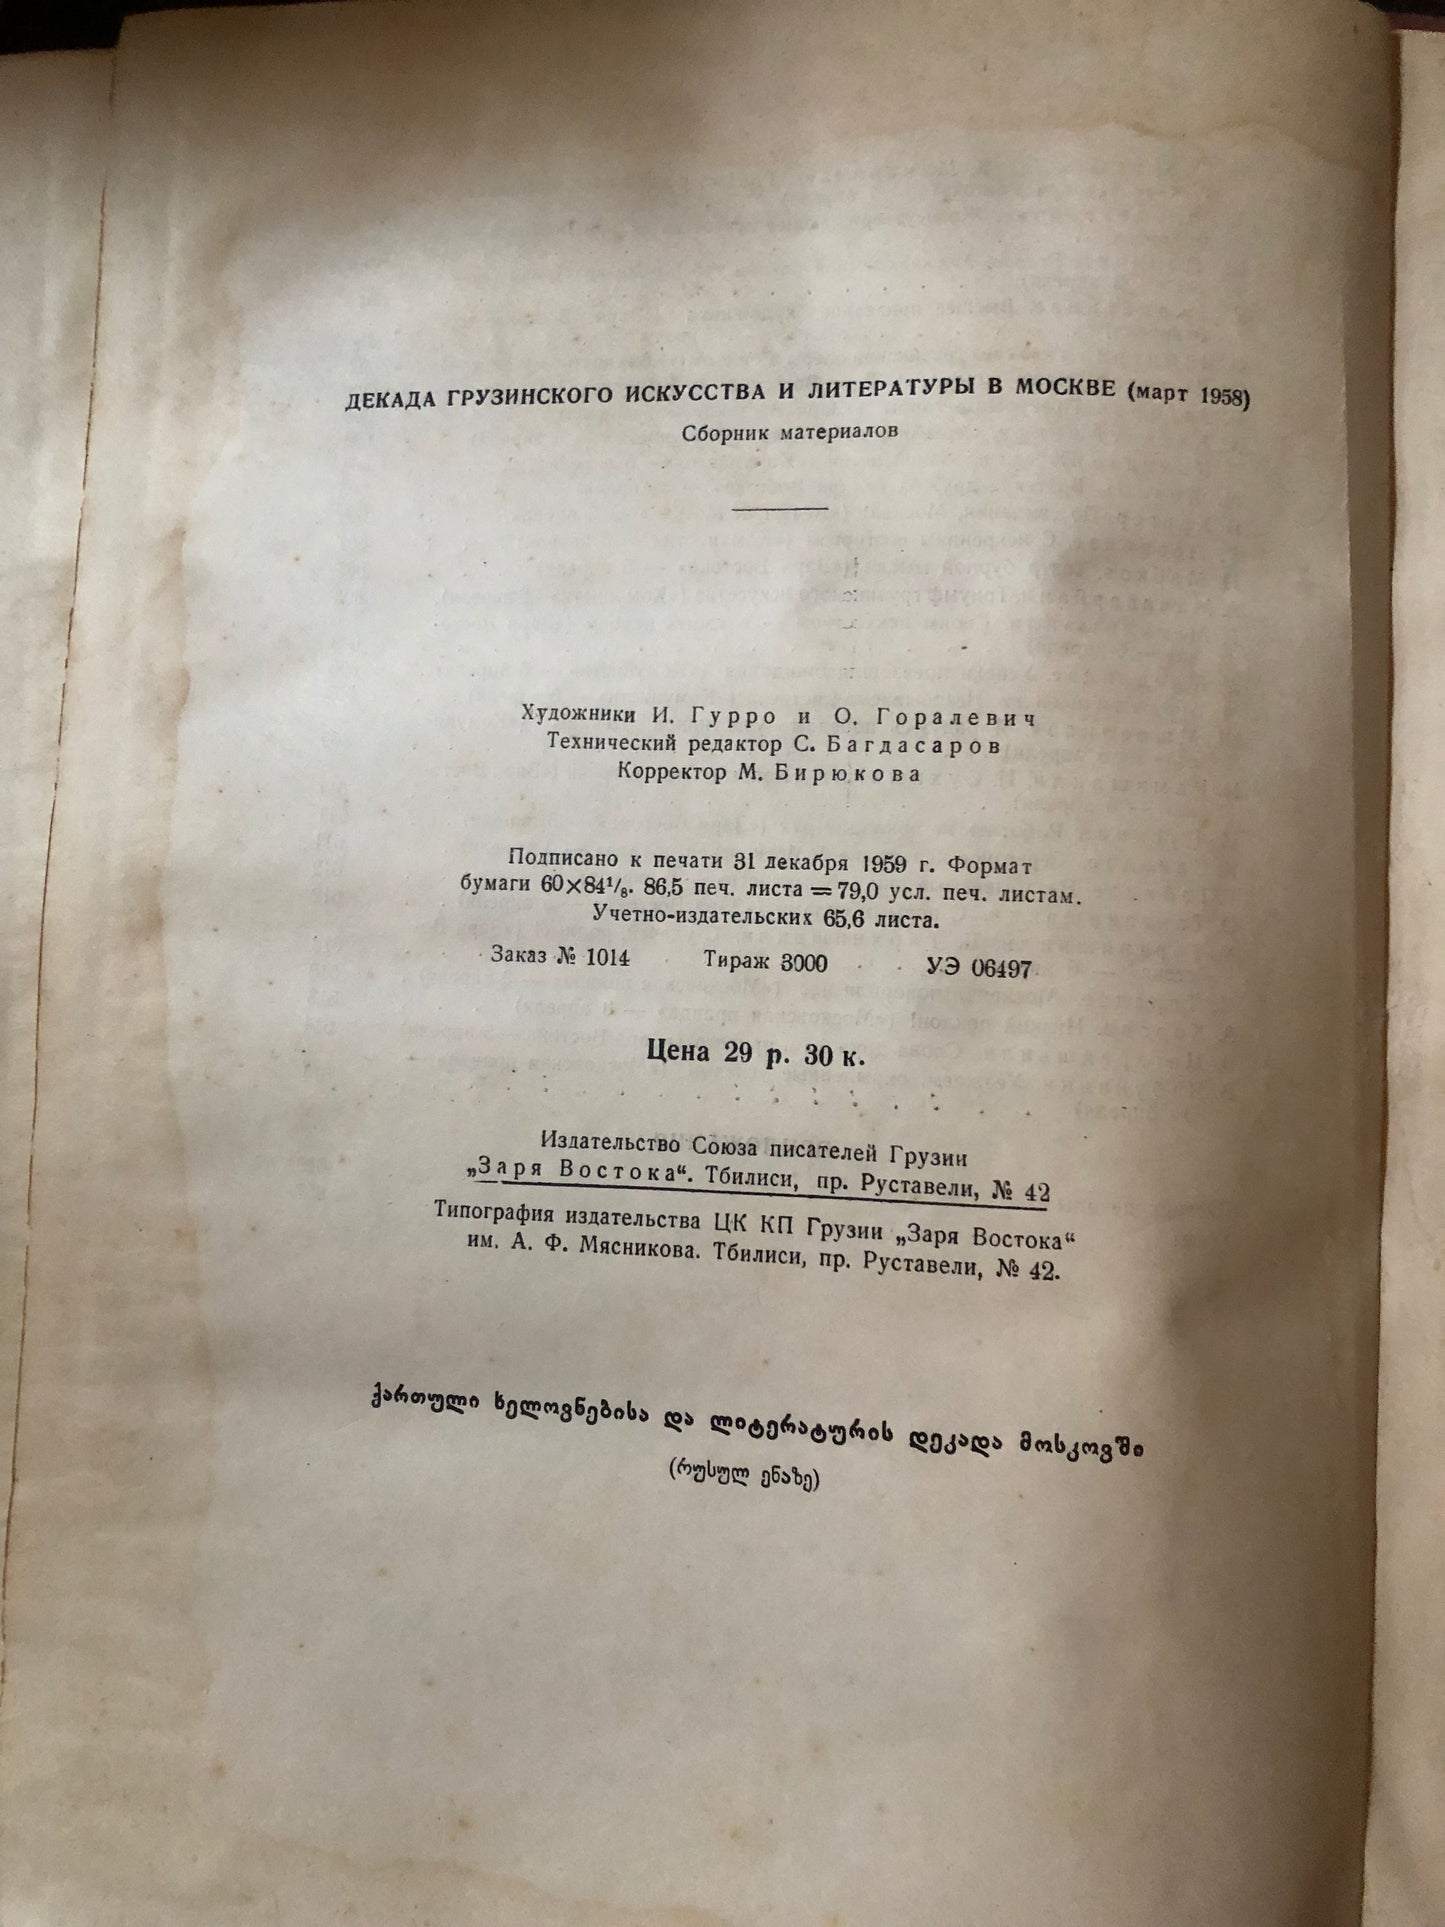 ДЕКАДА ГРУЗИНСКОГО ИСКУССТВА И ЛИТЕРАТУРЫ В МОСКВЕ (март 1958)
Сборник материалов
Художники И. Гурро и О. Горалевич
Технический редактор С. Багдасаров
Корректор М. Бирюкова
Подписано к печати 31 декабря 1959 г. Формат
бумаги 60×84¹/₈. 86,5 печ. листа = 79,0 усл. печ. листам.
Учетно-издательских 65,6 листа.
Заказ № 1014 Тираж 3000 УЭ 06497
Цена 29 р. 30 к.
Издательство Союза писателей Грузии
„Заря Востока“. Тбилиси, пр. Руставели, № 42
Типография издательства ЦК КП Грузии „Заря Востока“
им. А. Ф. Мясникова. Тбилиси, пр. Руставели, № 42.
ქართული ხელოვნებისა და ლიტერატურის დეკადა მოსკოვში
(რუსულ ენაზე)